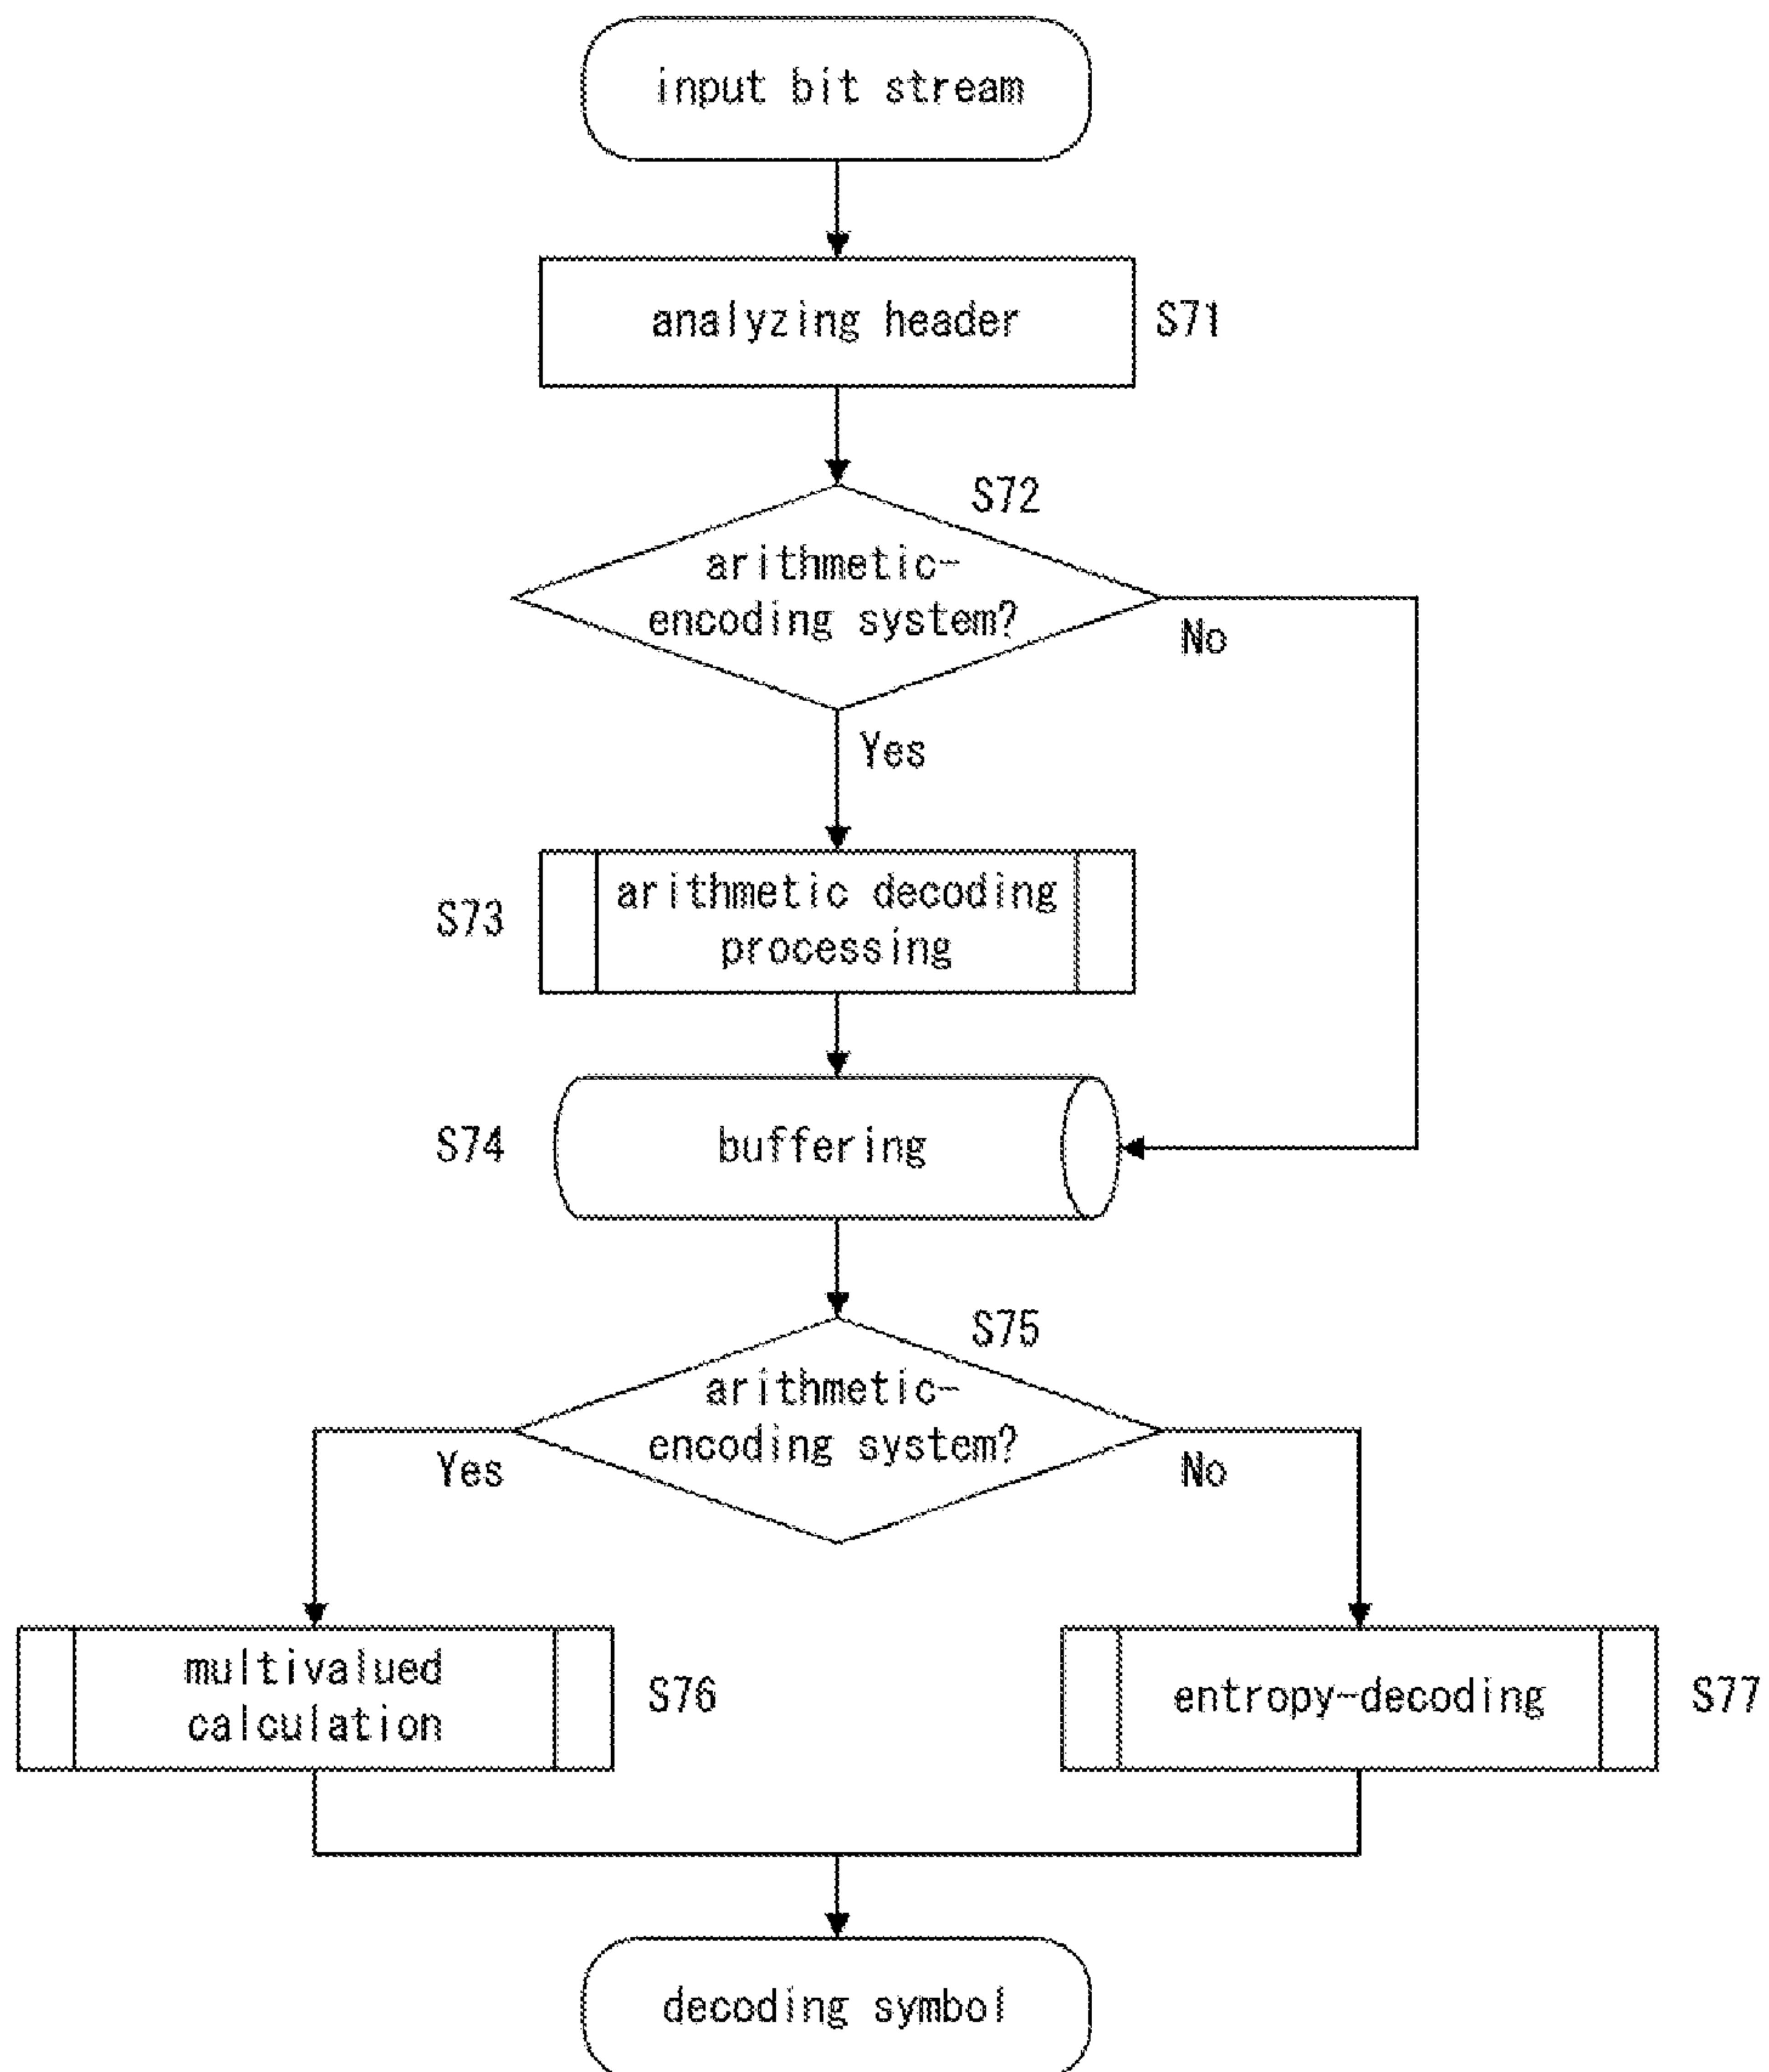 input bit stream
analyzing header
S71
S72
arithmetic-
encoding system?
No
Yes
S73
arithmetic decoding
processing
S74
buffering
S75
arithmetic-
encoding system?
Yes
No
multivalued
calculation
S76
entropy-decoding
S77
decoding symbol